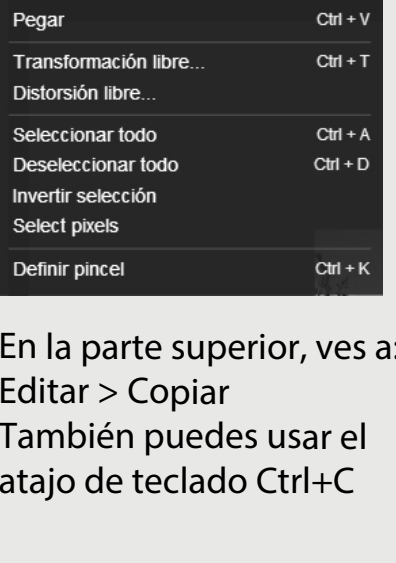 Pegar Ctrl + V
Transformación libre... Ctrl + T
Distorsión libre...
Seleccionar todo Ctrl + A
Deseleccionar todo Ctrl + D
Invertir selección
Select pixels
Definir pincel Ctrl + K
En la parte superior, ves a:
Editar > Copiar
También puedes usar el
atajo de teclado Ctrl+C